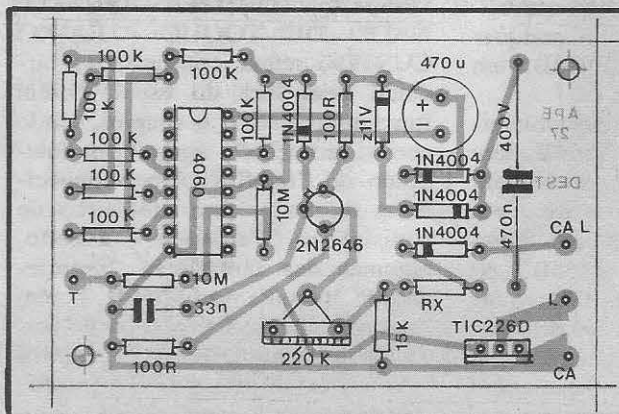 100 K
100 K
470 u
100 K
100 K
1N4004
100R
z11V
+
−
400V
APE
27
4060
100 K
1N4004
DEST
100 K
10M
1N4004
470n
100 K
2N2646
1N4004
CA L
10M
T
33n
RX
L
TIC226D
15K
100R
220 K
CA